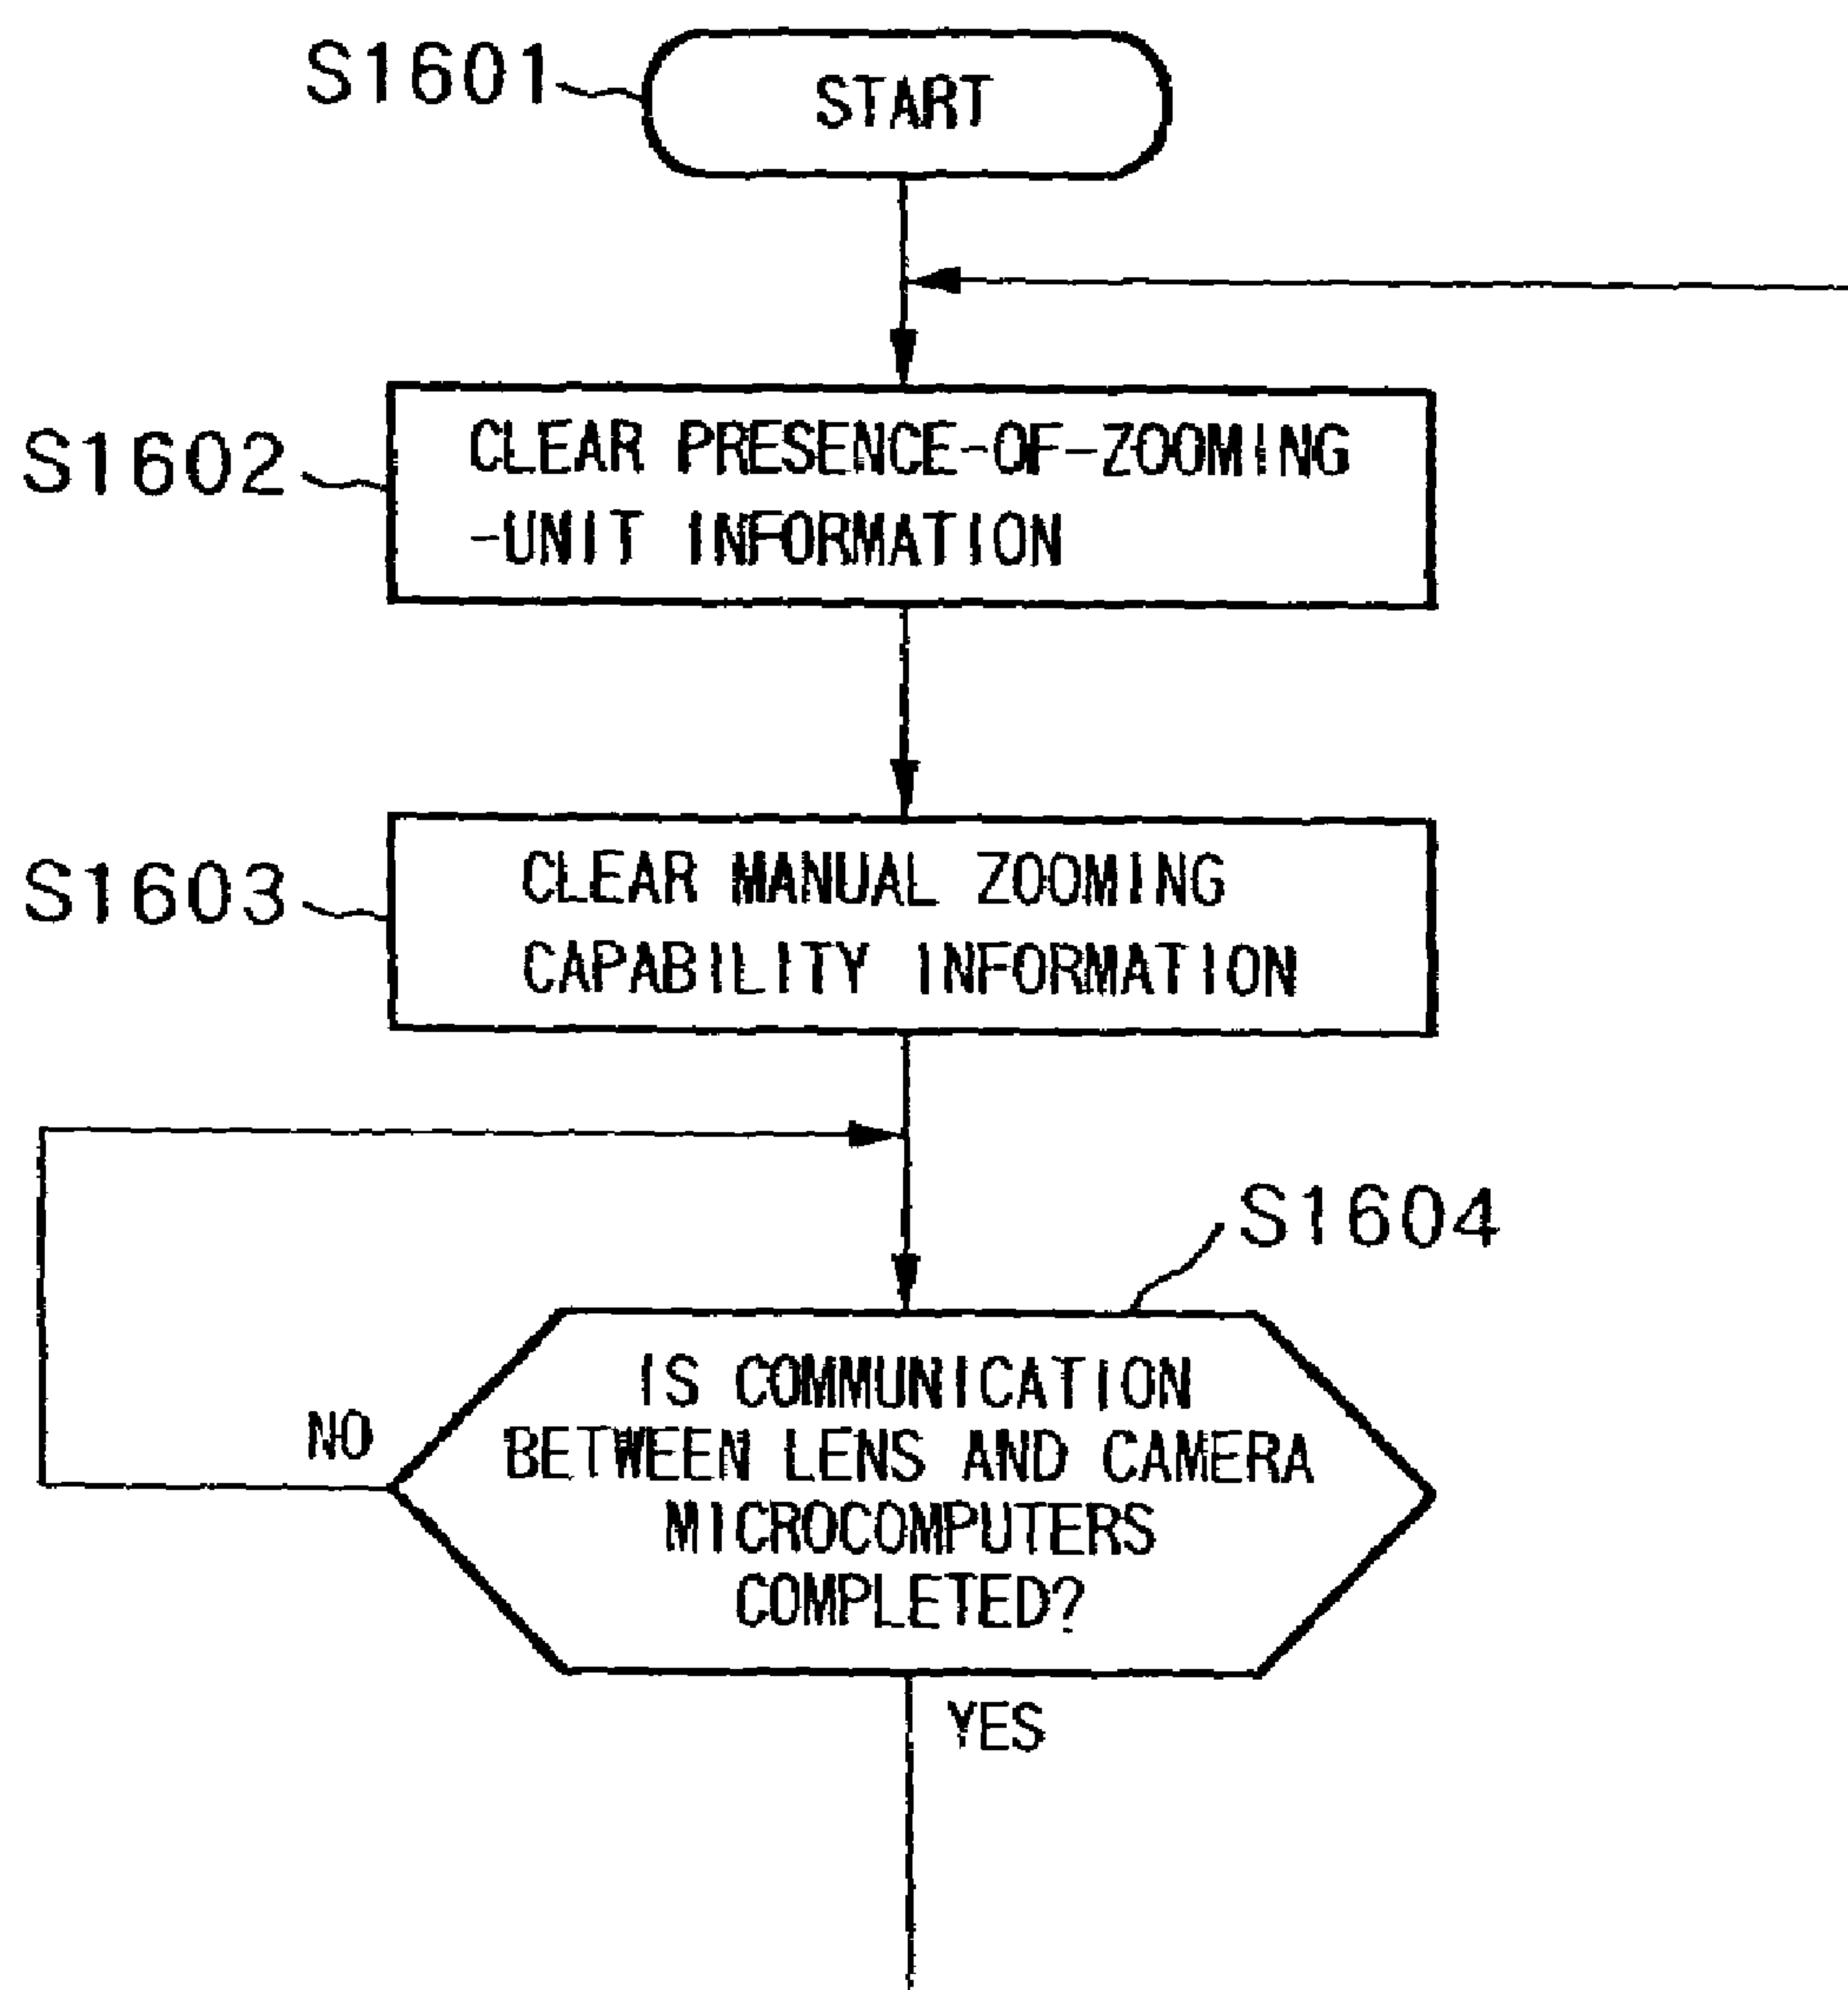 S1601
START
S1602
CLEAR PRESENCE-OF-ZOOMING
-UNIT INFORMATION
S1603
CLEAR MANUAL ZOOMING
CAPABILITY INFORMATION
S1604
IS COMMUNICATION
BETWEEN LENS AND CAMERA
MICROCOMPUTERS
COMPLETED?
NO
YES